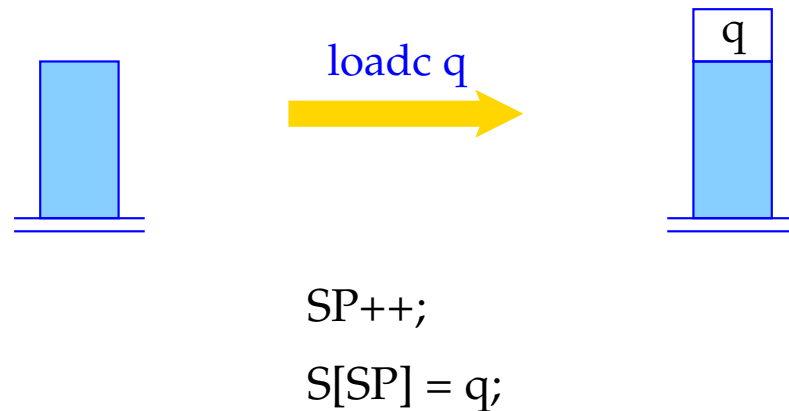 q
loadc q
SP++;
S[SP] = q;